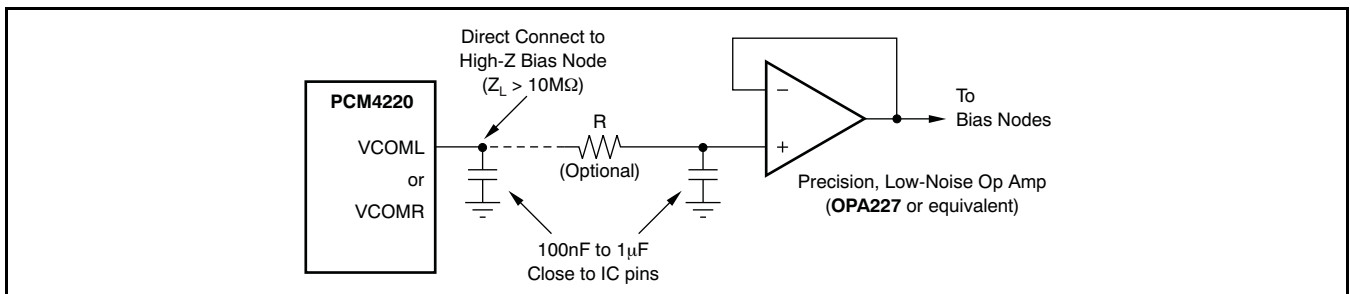 Direct Connect to
High-Z Bias Node
(Z_L > 10MΩ)
PCM4220
VCOML
or
VCOMR
R
(Optional)
100nF to 1μF
Close to IC pins
−
+
To
Bias Nodes
Precision, Low-Noise Op Amp
(OPA227 or equivalent)